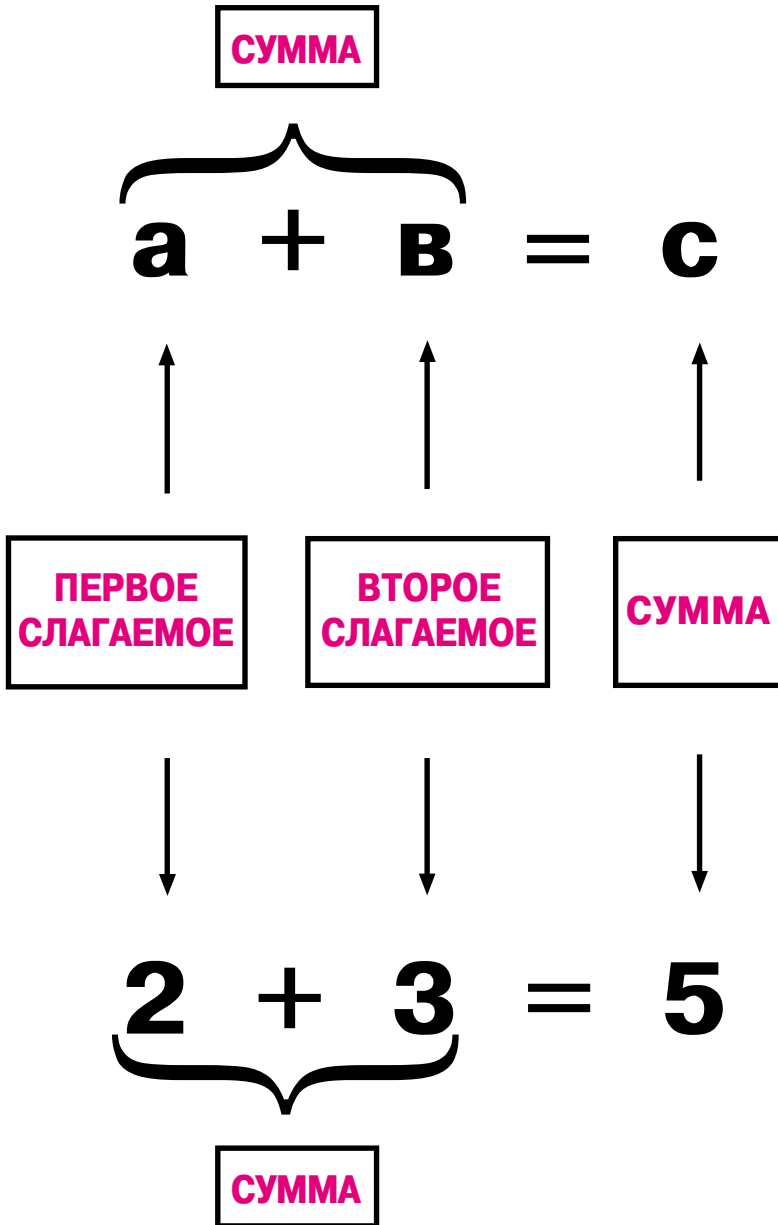 СУММА
а + в = с
ПЕРВОЕ
СЛАГАЕМОЕ
ВТОРОЕ
СЛАГАЕМОЕ
СУММА
2 + 3 = 5
СУММА